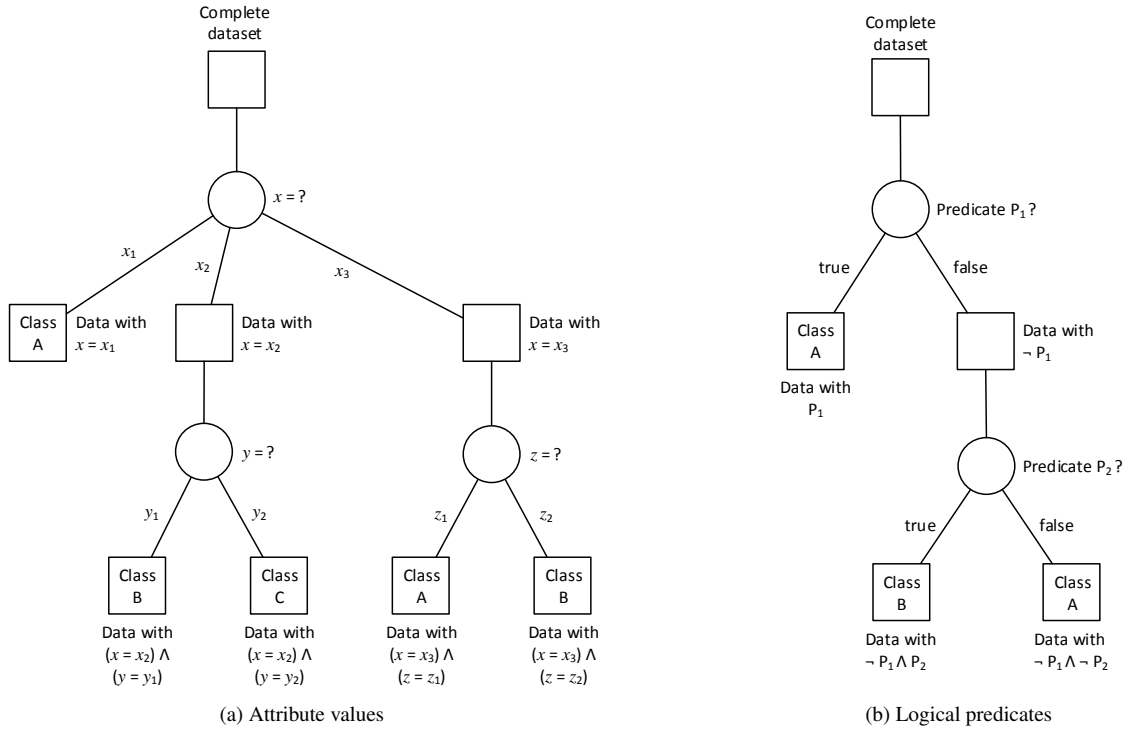 Complete
dataset
x = ?
x1
x2
x3
Class
A
Data with
x = x1
Data with
x = x2
Data with
x = x3
y = ?
z = ?
y1
y2
z1
z2
Class
B
Class
C
Class
A
Class
B
Data with
(x = x2) Λ
(y = y1)
Data with
(x = x2) Λ
(y = y2)
Data with
(x = x3) Λ
(z = z1)
Data with
(x = x3) Λ
(z = z2)
(a) Attribute values
Complete
dataset
Predicate P1 ?
true
false
Class
A
Data with
P1
Data with
¬ P1
Predicate P2 ?
true
false
Class
B
Class
A
Data with
¬ P1 Λ P2
Data with
¬ P1 Λ ¬ P2
(b) Logical predicates